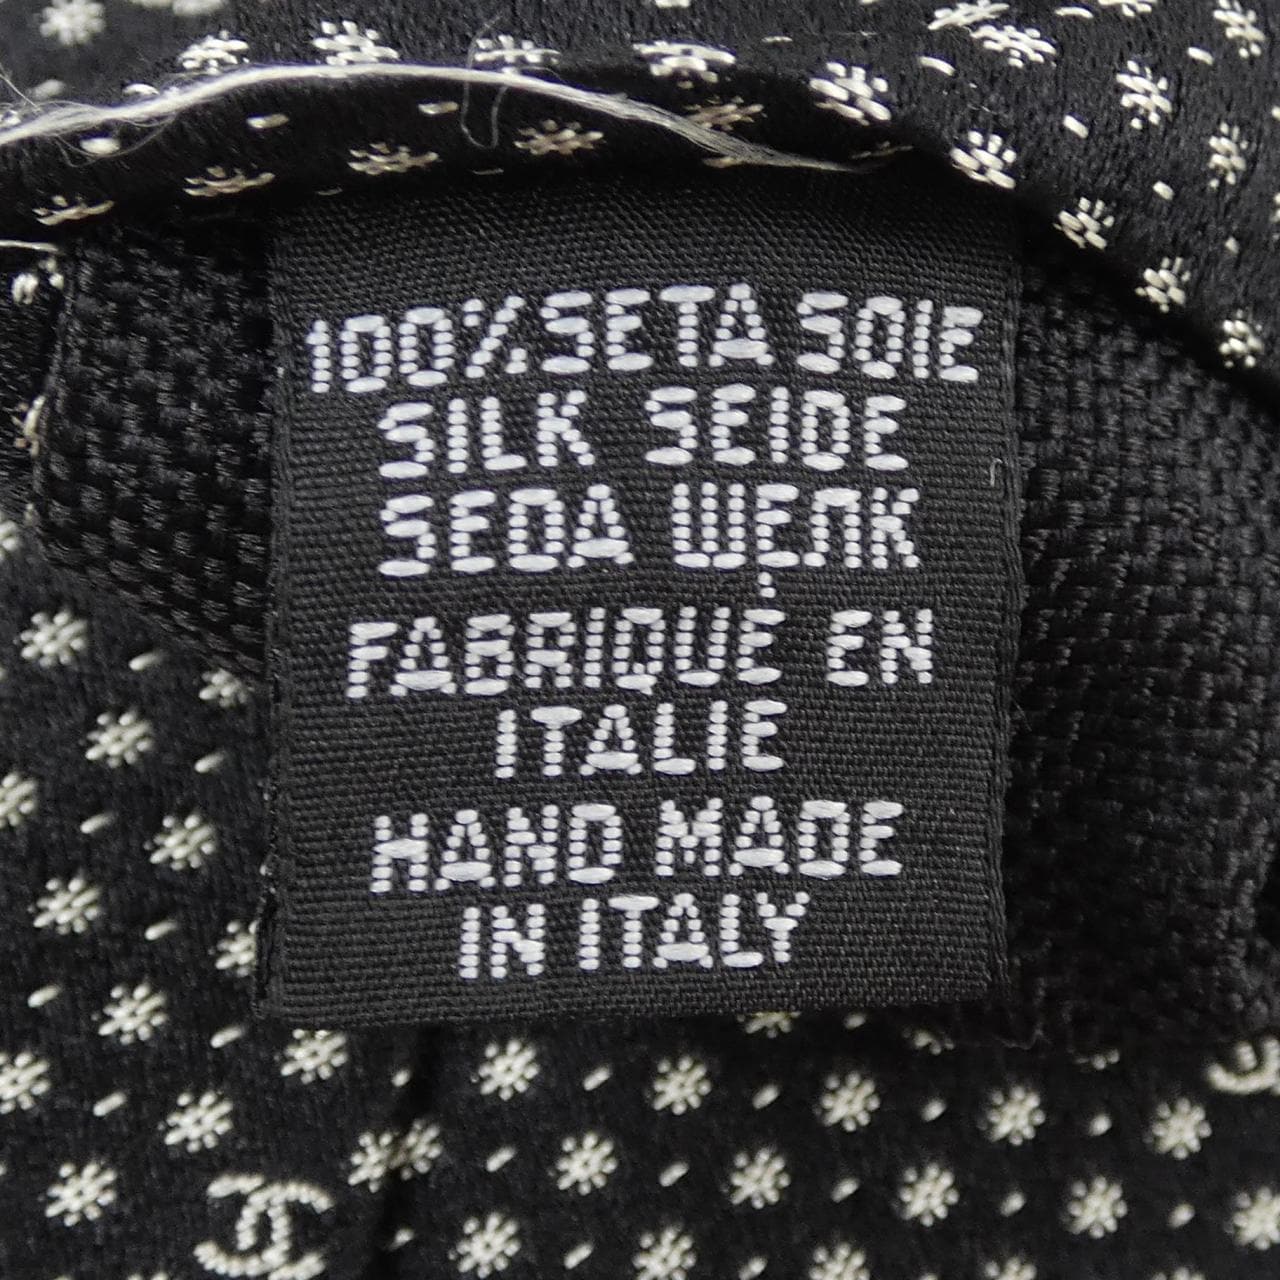 100%SETA SOIE
SILK SEIDE
SEDA ШЕЛК
FABRIQUÉ EN
ITALIE
HAND MADE
IN ITALY